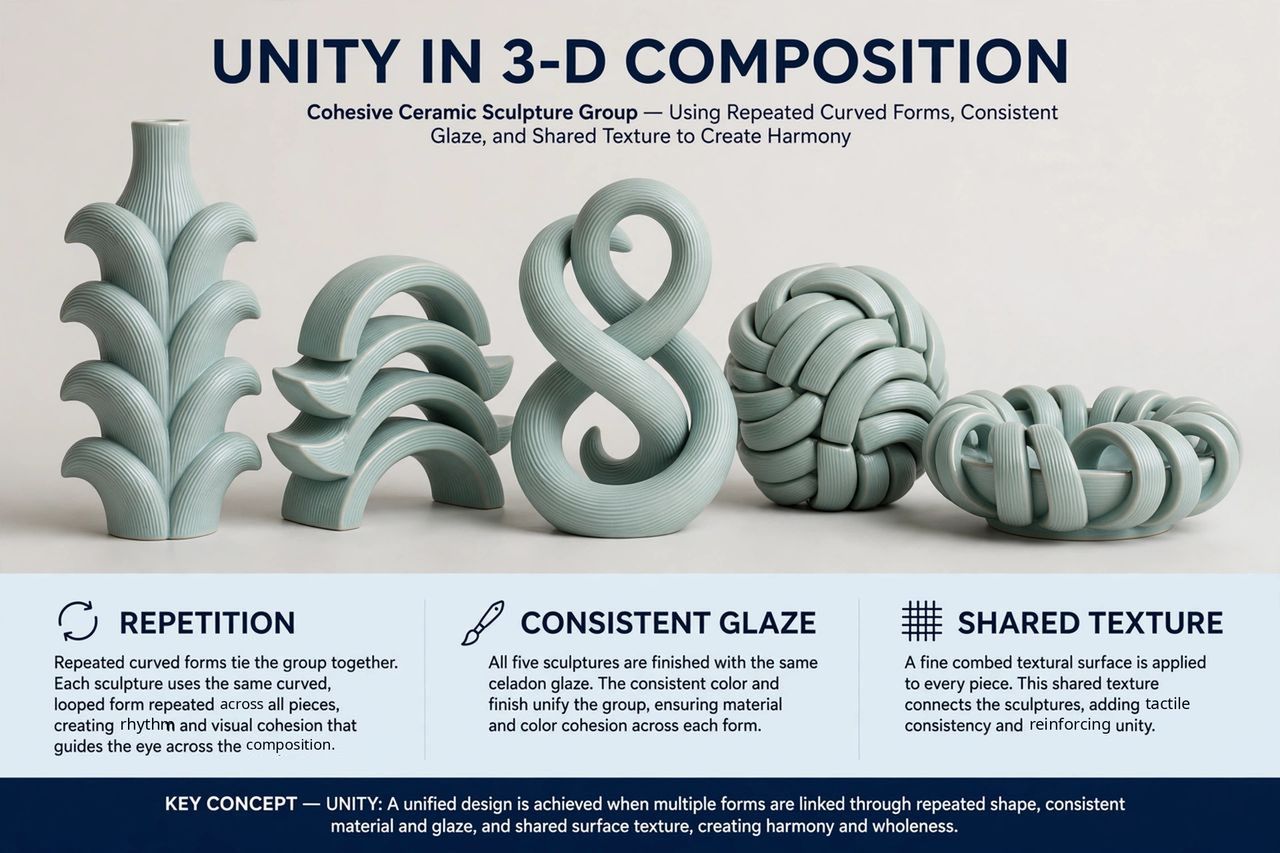 UNITY IN 3-D COMPOSITION
Cohesive Ceramic Sculpture Group — Using Repeated Curved Forms, Consistent
Glaze, and Shared Texture to Create Harmony
REPETITION
Repeated curved forms tie the group together.
Each sculpture uses the same curved,
looped form repeated across all pieces,
creating rhythm and visual cohesion that
guides the eye across the composition.
CONSISTENT GLAZE
All five sculptures are finished with the same
celadon glaze. The consistent color and
finish unify the group, ensuring material
and color cohesion across each form.
SHARED TEXTURE
A fine combed textural surface is applied
to every piece. This shared texture
connects the sculptures, adding tactile
consistency and reinforcing unity.
KEY CONCEPT — UNITY: A unified design is achieved when multiple forms are linked through repeated shape, consistent
material and glaze, and shared surface texture, creating harmony and wholeness.